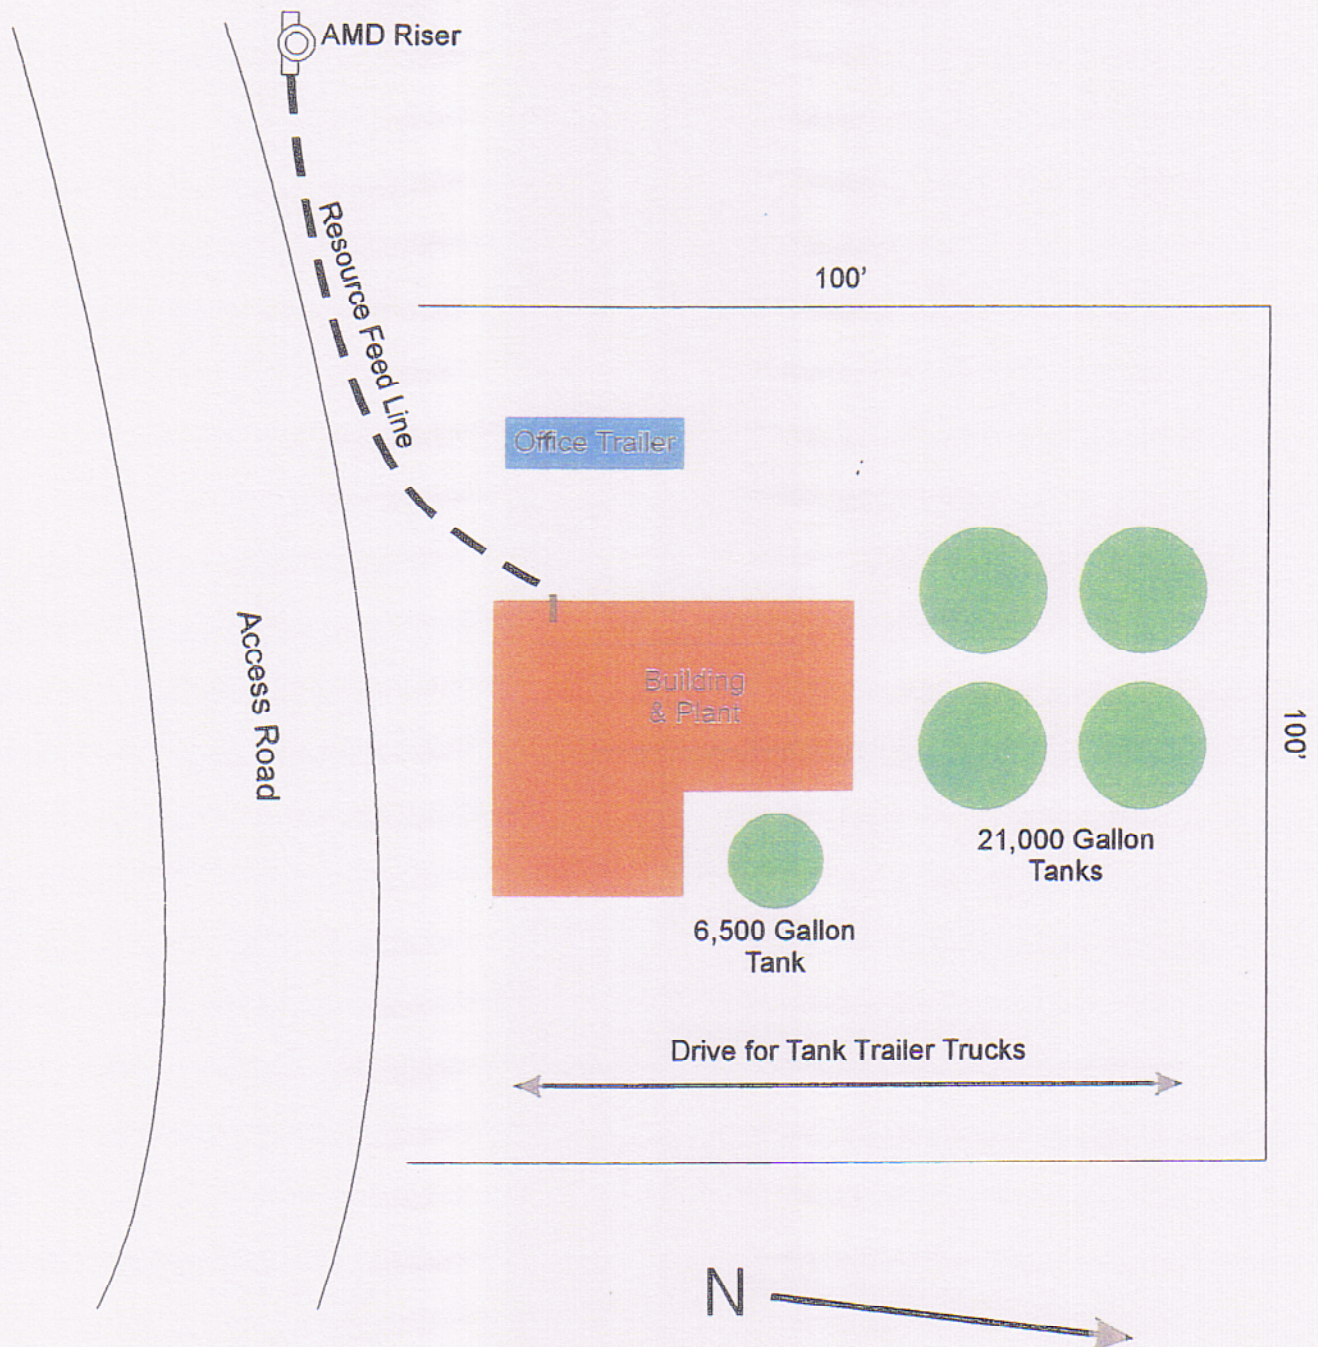 AMD Riser
Resource Feed Line
100'
Office Trailer
Access Road
Building
& Plant
100'
21,000 Gallon
Tanks
6,500 Gallon
Tank
Drive for Tank Trailer Trucks
N